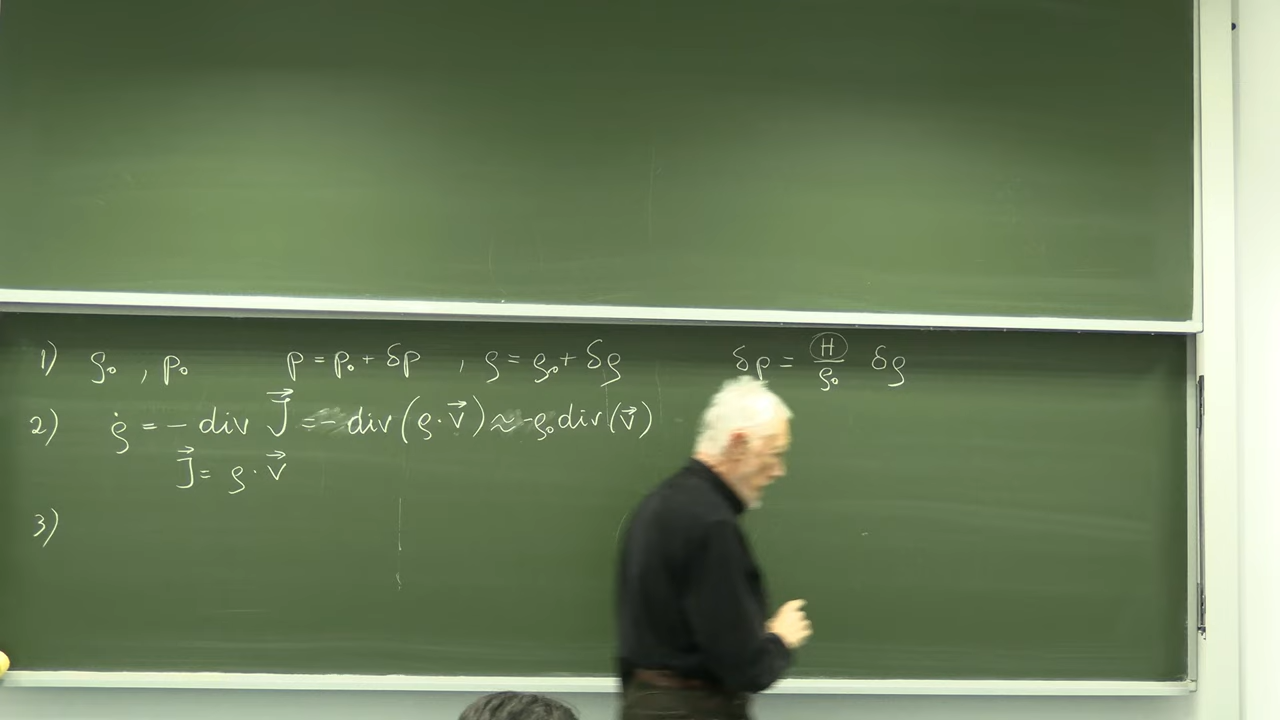 1) ρ₀ , p₀ p = p₀ + δp , ρ = ρ₀ + δρ δp = H/ρ₀ δρ
2) ρ̇ = − div J⃗ = − div(ρ·v⃗) ≈ −ρ₀ div(v⃗)
J⃗ = ρ·v⃗
3)